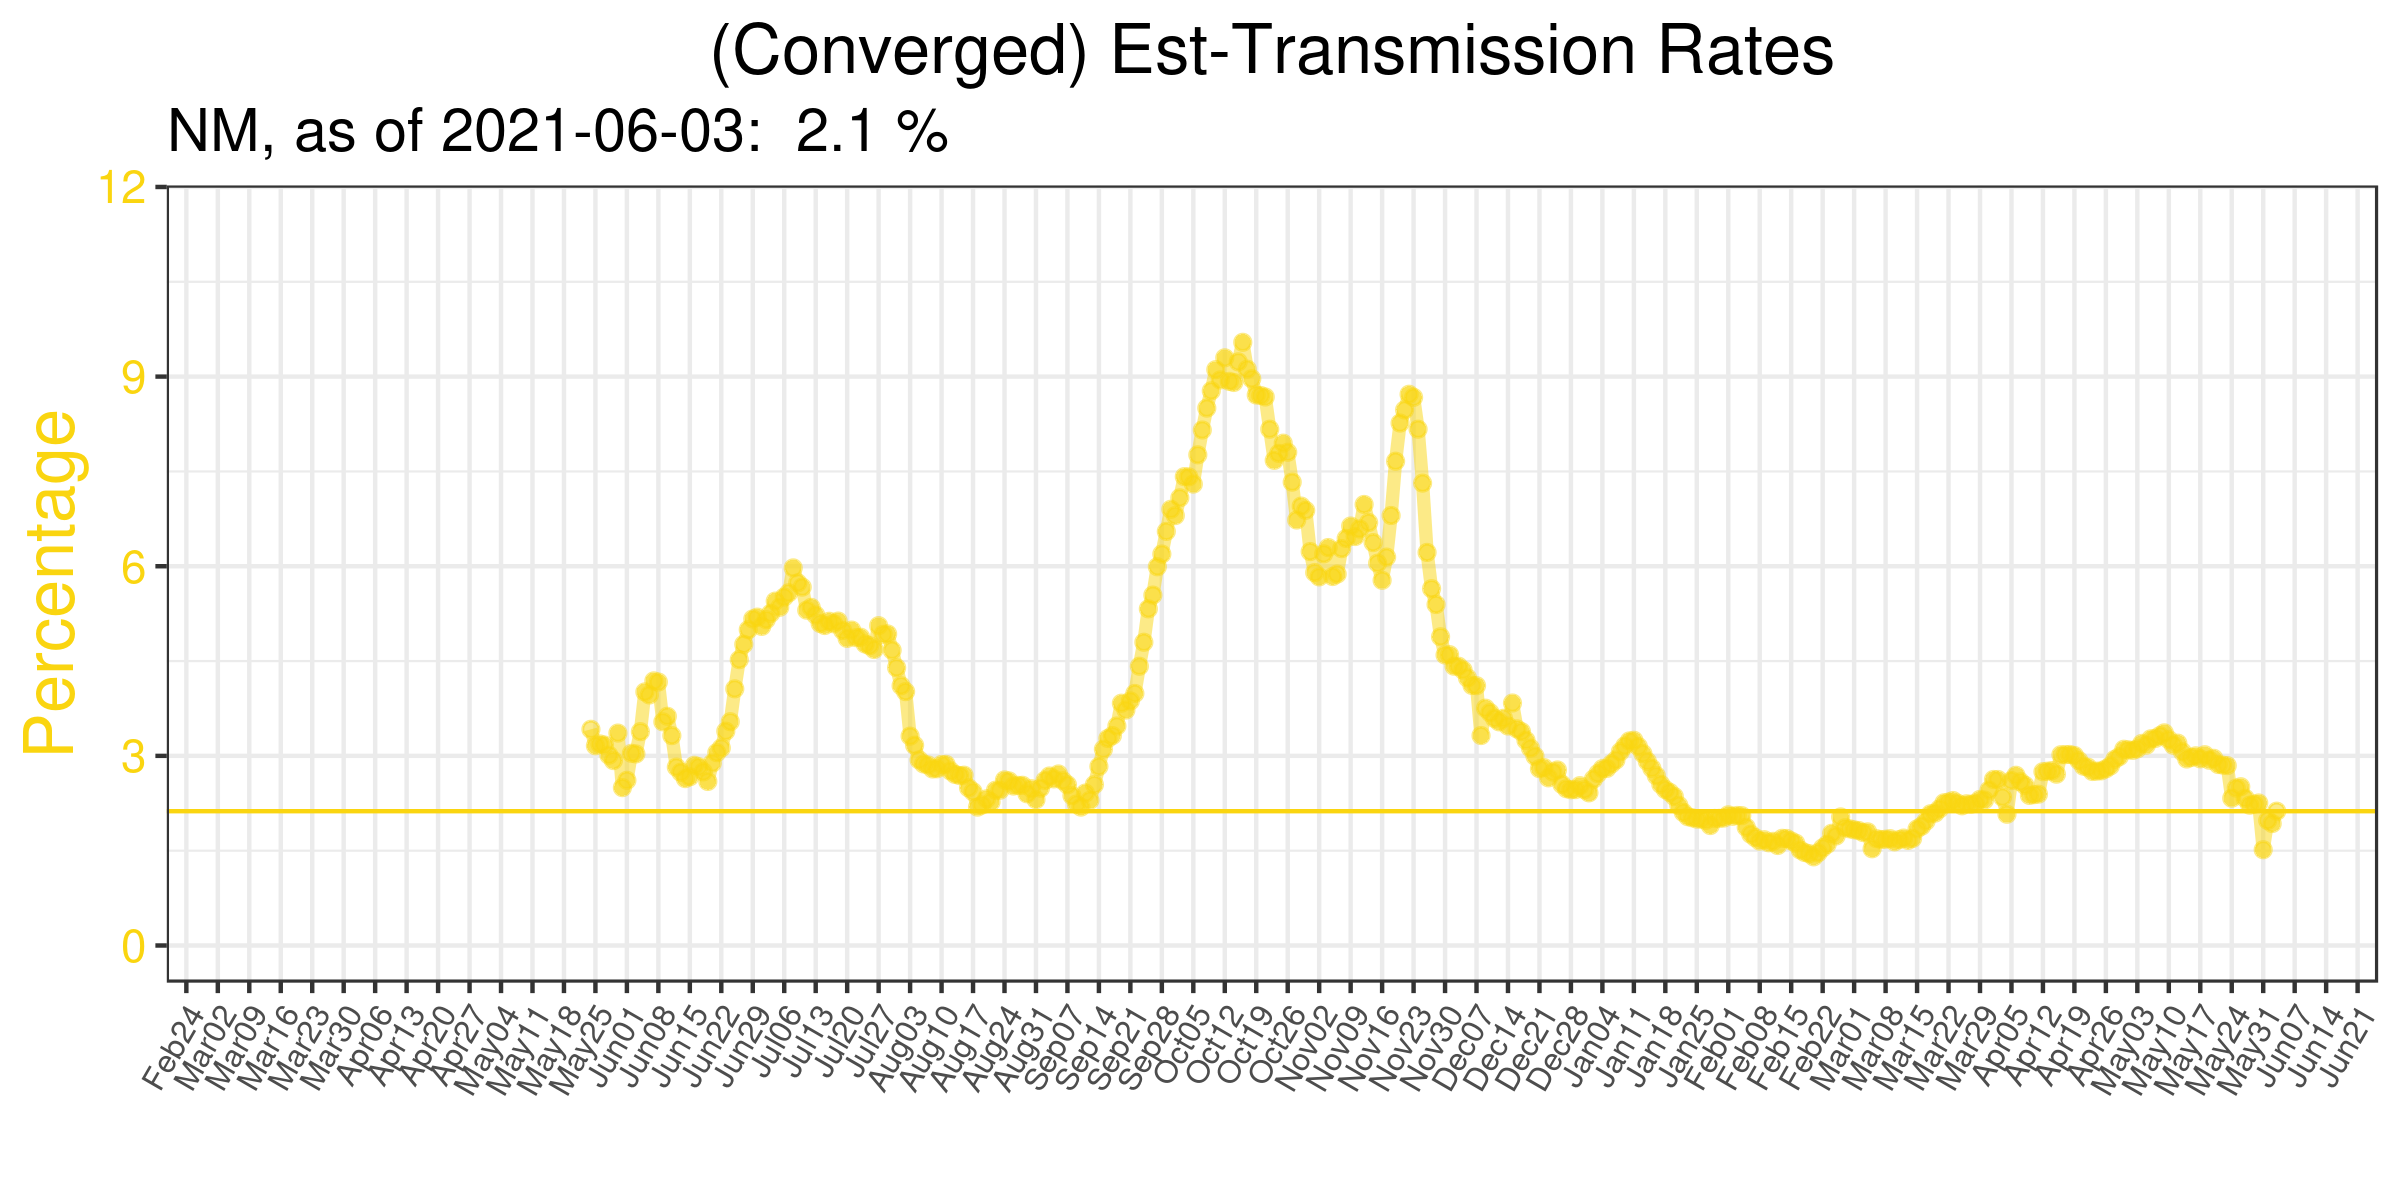 (Converged) Est-Transmission Rates
NM, as of 2021-06-03:  2.1 %
Percentage
12
9
6
3
0
Feb24
Mar02
Mar09
Mar16
Mar23
Mar30
Apr06
Apr13
Apr20
Apr27
May04
May11
May18
May25
Jun01
Jun08
Jun15
Jun22
Jun29
Jul06
Jul13
Jul20
Jul27
Aug03
Aug10
Aug17
Aug24
Aug31
Sep07
Sep14
Sep21
Sep28
Oct05
Oct12
Oct19
Oct26
Nov02
Nov09
Nov16
Nov23
Nov30
Dec07
Dec14
Dec21
Dec28
Jan04
Jan11
Jan18
Jan25
Feb01
Feb08
Feb15
Feb22
Mar01
Mar08
Mar15
Mar22
Mar29
Apr05
Apr12
Apr19
Apr26
May03
May10
May17
May24
May31
Jun07
Jun14
Jun21